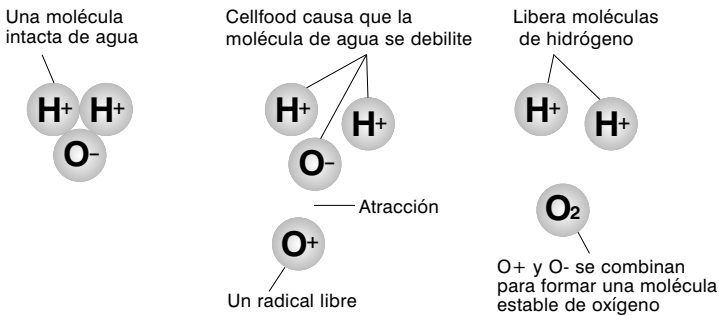 Una molécula
intacta de agua
H+ H+
O–
Cellfood causa que la
molécula de agua se debilite
H+
H+
O–
Atracción
O+
Un radical libre
Libera moléculas
de hidrógeno
H+
H+
O2
O+ y O- se combinan
para formar una molécula
estable de oxígeno